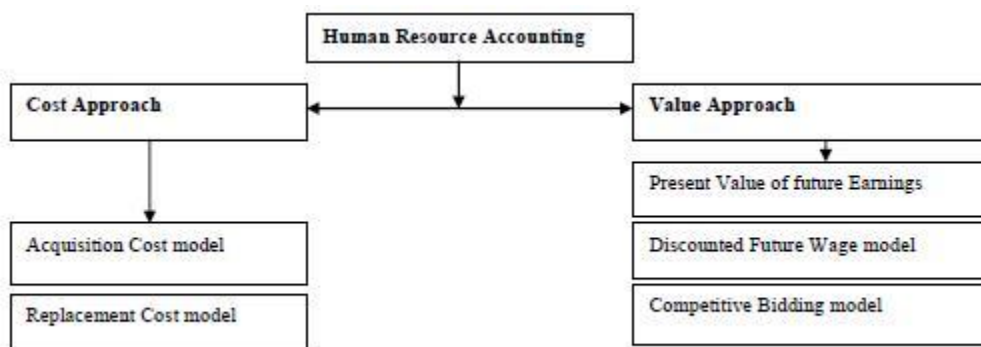 Human Resource Accounting
Cost Approach
Value Approach
Present Value of future Earnings
Acquisition Cost model
Discounted Future Wage model
Replacement Cost model
Competitive Bidding model